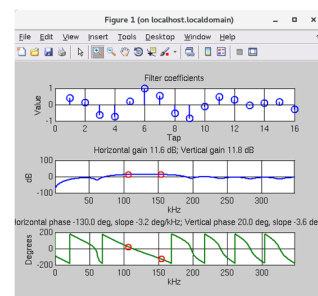 Figure 1 (on localhost.localdomain)
File Edit View Insert Tools Desktop Window Help
Filter coefficients
Value
1
0
-1
0 2 4 6 8 10 12 14 16
Tap
Horizontal gain 11.6 dB; Vertical gain 11.8 dB
dB
100
0
-100
50 100 150 200 250 300
kHz
lorizontal phase -130.0 deg, slope -3.2 deg/kHz; Vertical phase 20.0 deg, slope -3.6 de
Degrees
200
0
-200
50 100 150 200 250 300
kHz